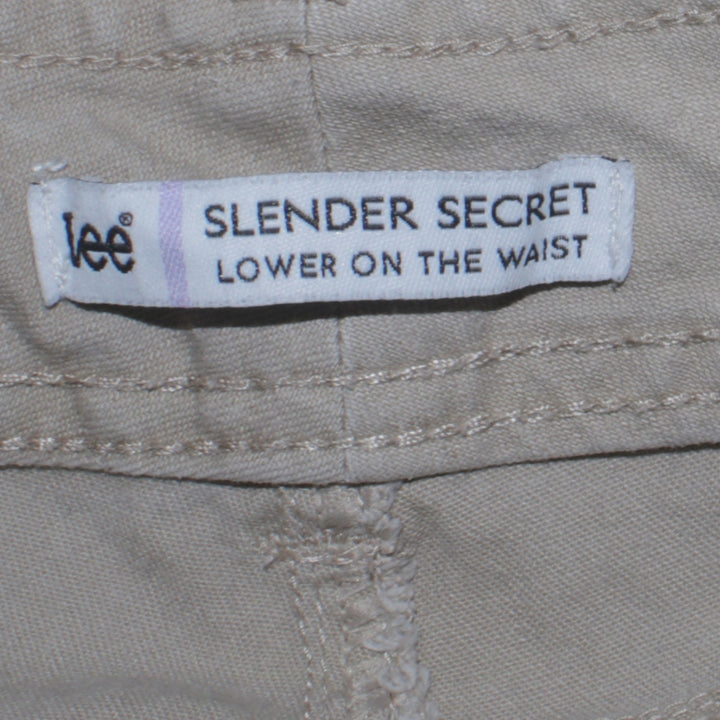 Lee®
SLENDER SECRET
LOWER ON THE WAIST